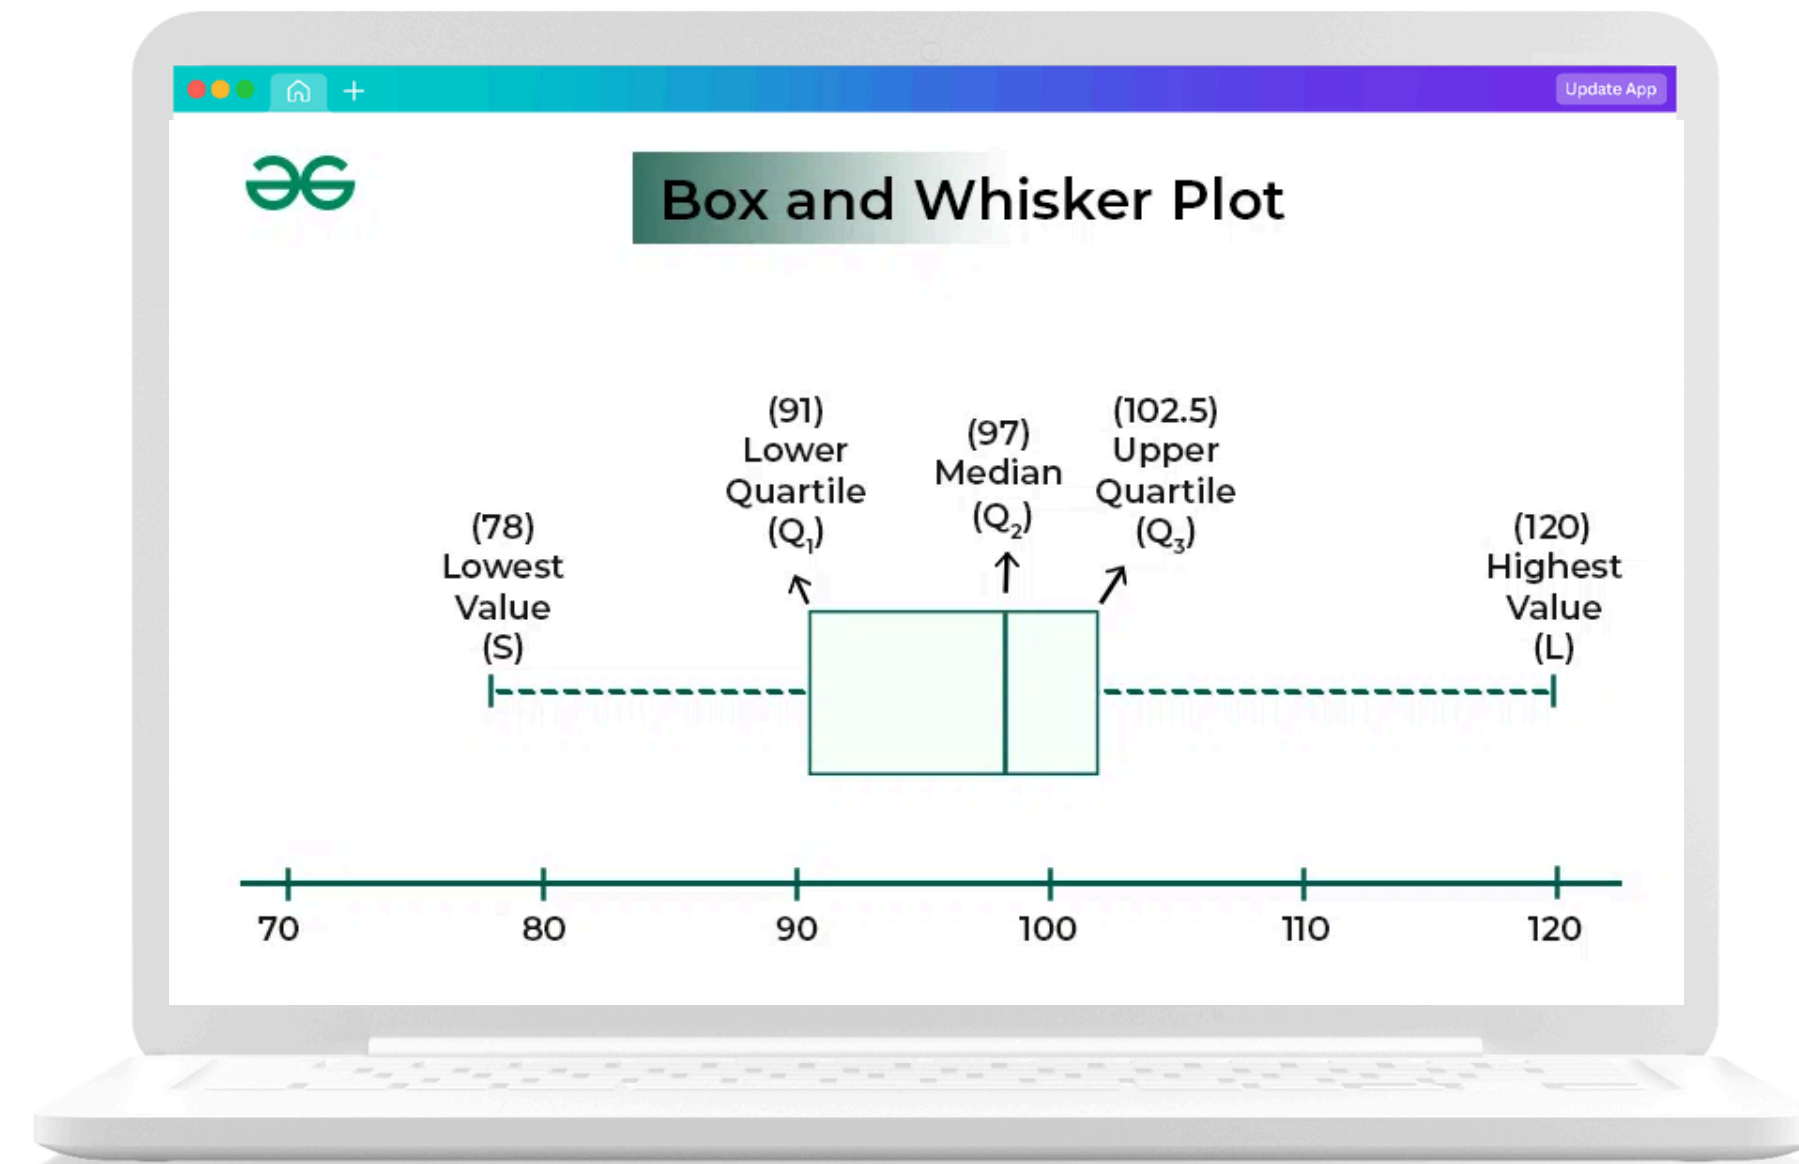 Update App
Box and Whisker Plot
(91)
Lower
Quartile
(Q₁)
(97)
Median
(Q₂)
(102.5)
Upper
Quartile
(Q₃)
(78)
Lowest
Value
(S)
(120)
Highest
Value
(L)
70 80 90 100 110 120